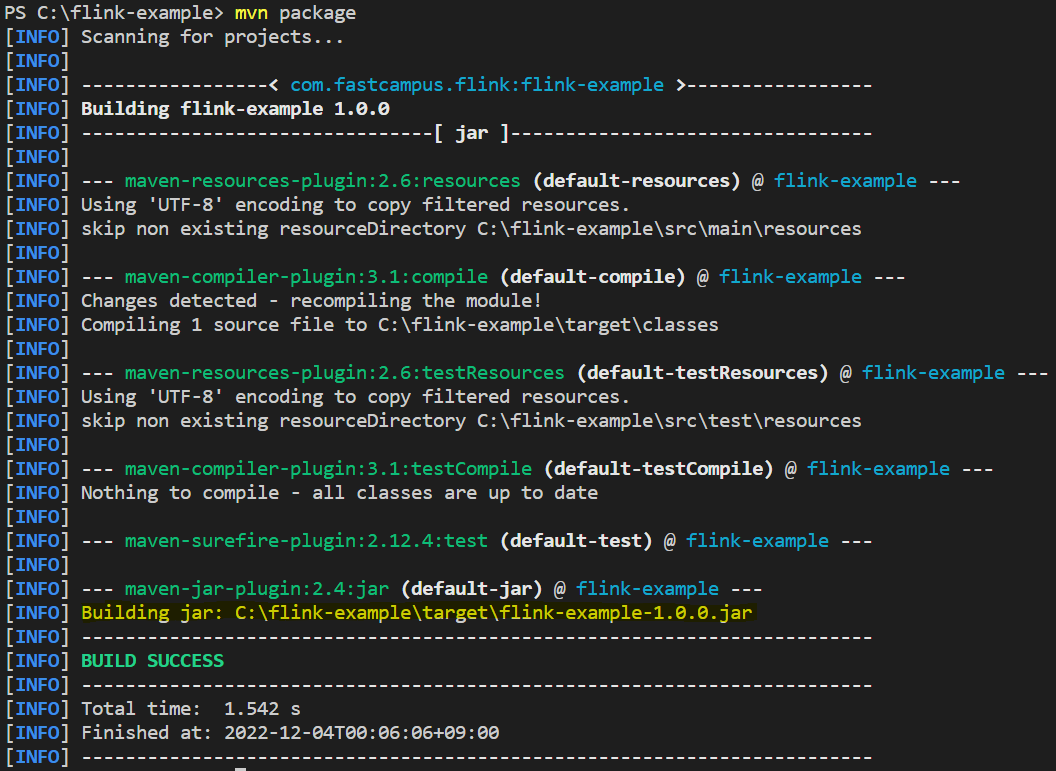 PS C:\flink-example> mvn package
[INFO] Scanning for projects...
[INFO]
[INFO] -----------------< com.fastcampus.flink:flink-example >-----------------
[INFO] Building flink-example 1.0.0
[INFO] --------------------------------[ jar ]---------------------------------
[INFO]
[INFO] --- maven-resources-plugin:2.6:resources (default-resources) @ flink-example ---
[INFO] Using 'UTF-8' encoding to copy filtered resources.
[INFO] skip non existing resourceDirectory C:\flink-example\src\main\resources
[INFO]
[INFO] --- maven-compiler-plugin:3.1:compile (default-compile) @ flink-example ---
[INFO] Changes detected - recompiling the module!
[INFO] Compiling 1 source file to C:\flink-example\target\classes
[INFO]
[INFO] --- maven-resources-plugin:2.6:testResources (default-testResources) @ flink-example ---
[INFO] Using 'UTF-8' encoding to copy filtered resources.
[INFO] skip non existing resourceDirectory C:\flink-example\src\test\resources
[INFO]
[INFO] --- maven-compiler-plugin:3.1:testCompile (default-testCompile) @ flink-example ---
[INFO] Nothing to compile - all classes are up to date
[INFO]
[INFO] --- maven-surefire-plugin:2.12.4:test (default-test) @ flink-example ---
[INFO]
[INFO] --- maven-jar-plugin:2.4:jar (default-jar) @ flink-example ---
[INFO] Building jar: C:\flink-example\target\flink-example-1.0.0.jar
[INFO] ------------------------------------------------------------------------
[INFO] BUILD SUCCESS
[INFO] ------------------------------------------------------------------------
[INFO] Total time:  1.542 s
[INFO] Finished at: 2022-12-04T00:06:06+09:00
[INFO] ------------------------------------------------------------------------